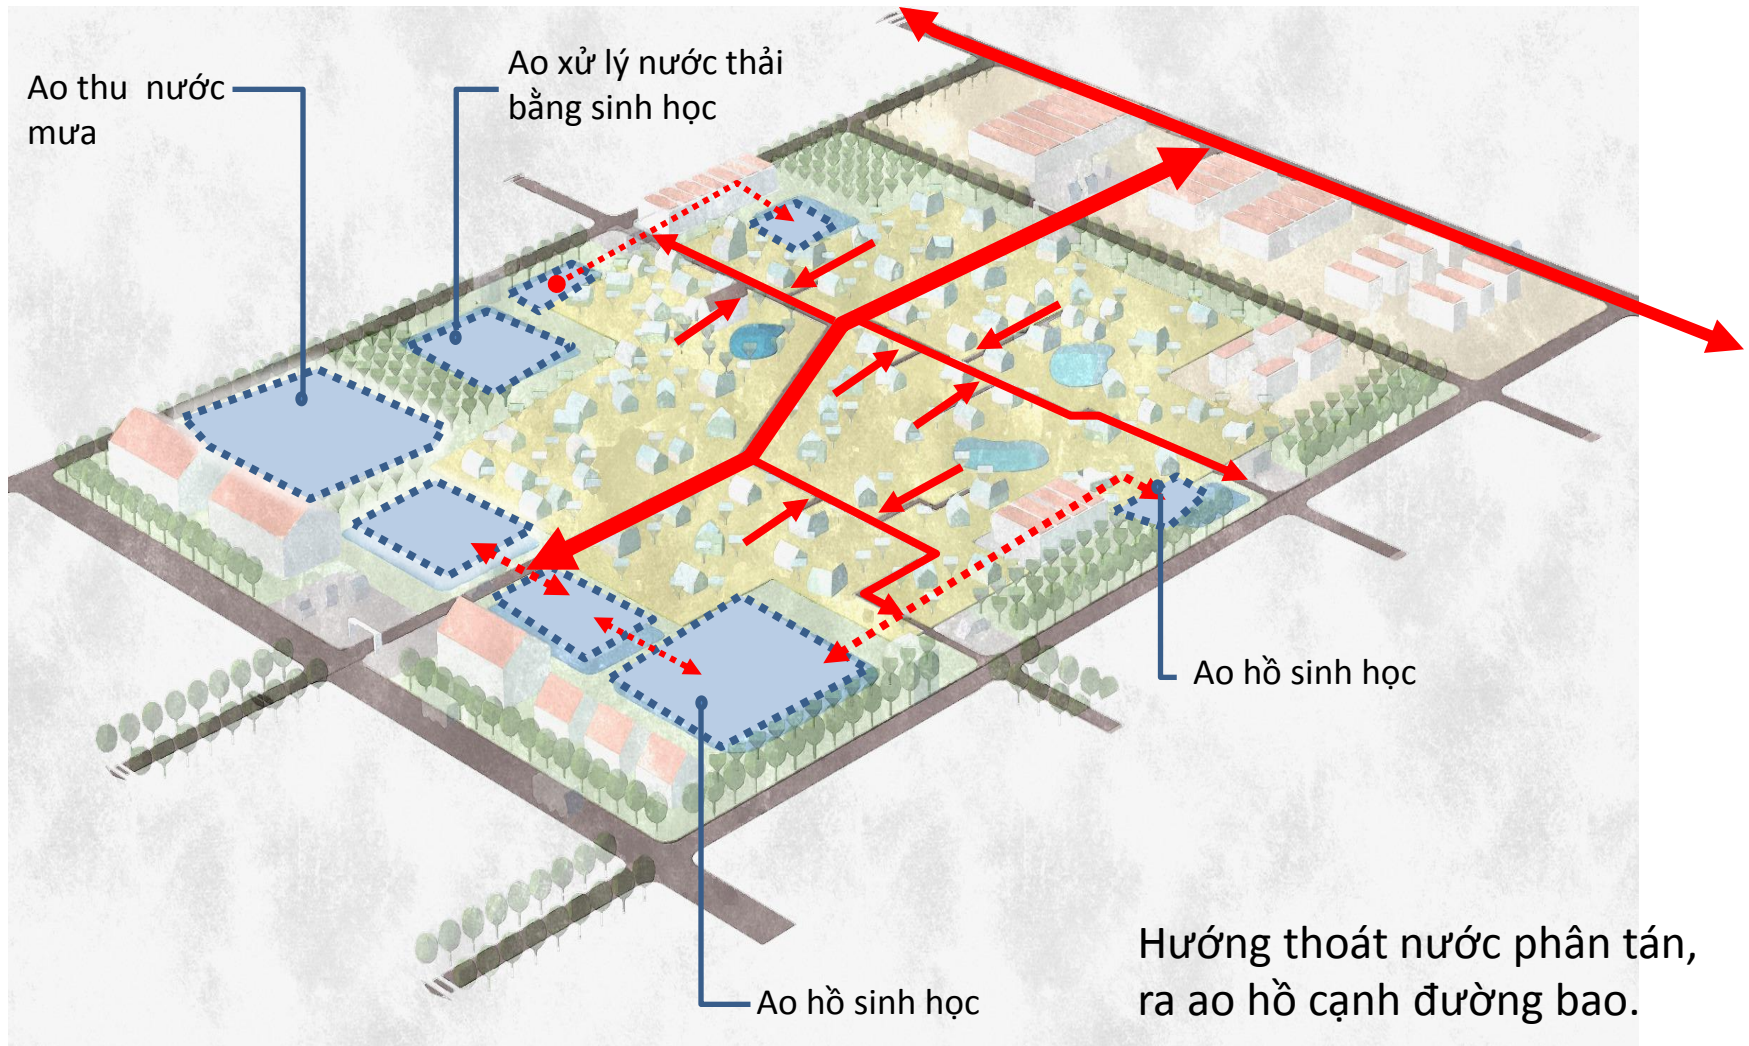 Ao thu nước
mưa
Ao xử lý nước thải
bằng sinh học
Ao hồ sinh học
Ao hồ sinh học
Hướng thoát nước phân tán,
ra ao hồ cạnh đường bao.